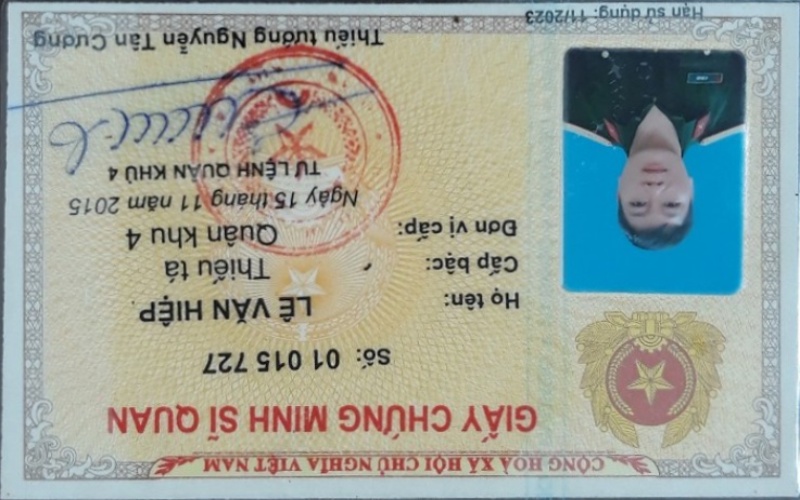 CỘNG HOÀ XÃ HỘI CHỦ NGHĨA VIỆT NAM
GIẤY CHỨNG MINH SĨ QUAN
Số: 01 015 727
Họ tên: LÊ VĂN HIỆP
Cấp bậc: Thiếu tá
Đơn vị cấp: Quân khu 4
Ngày 15 tháng 11 năm 2015
TƯ LỆNH QUÂN KHU 4
Thiếu tướng Nguyễn Tân Cương
Hạn sử dụng: 11/2023